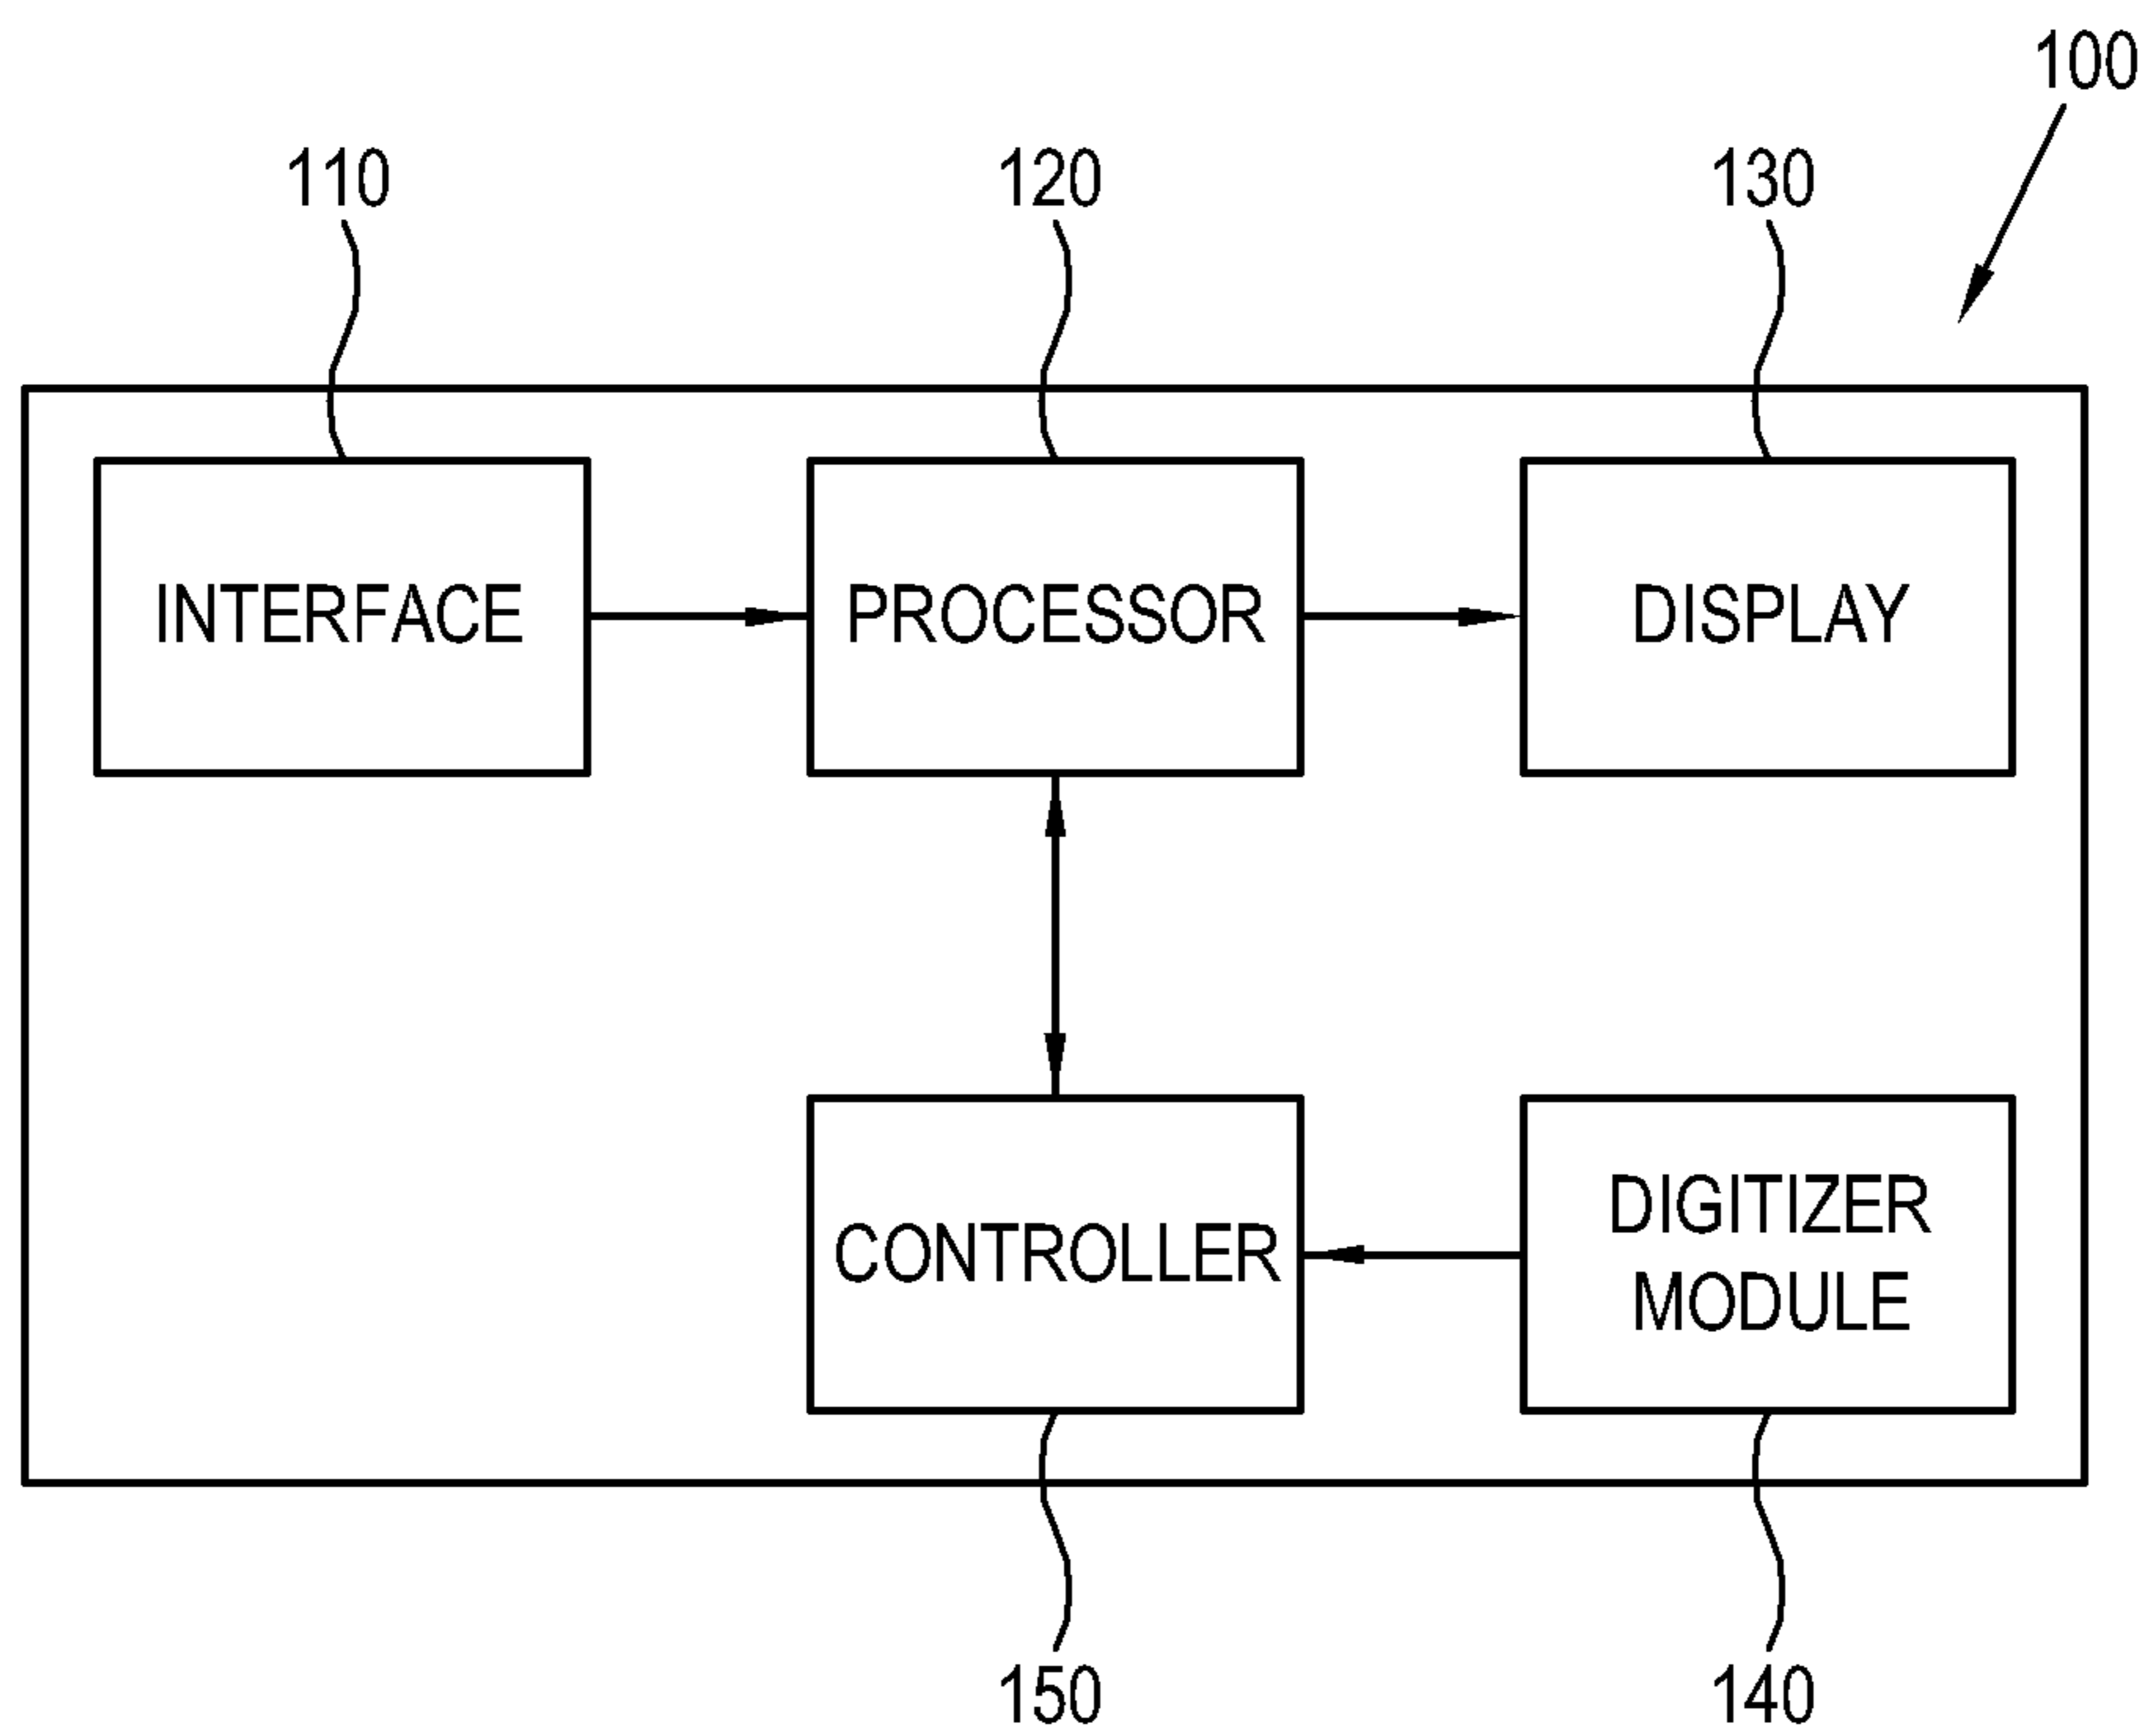 100
110
120
130
INTERFACE
PROCESSOR
DISPLAY
CONTROLLER
DIGITIZER
MODULE
150
140